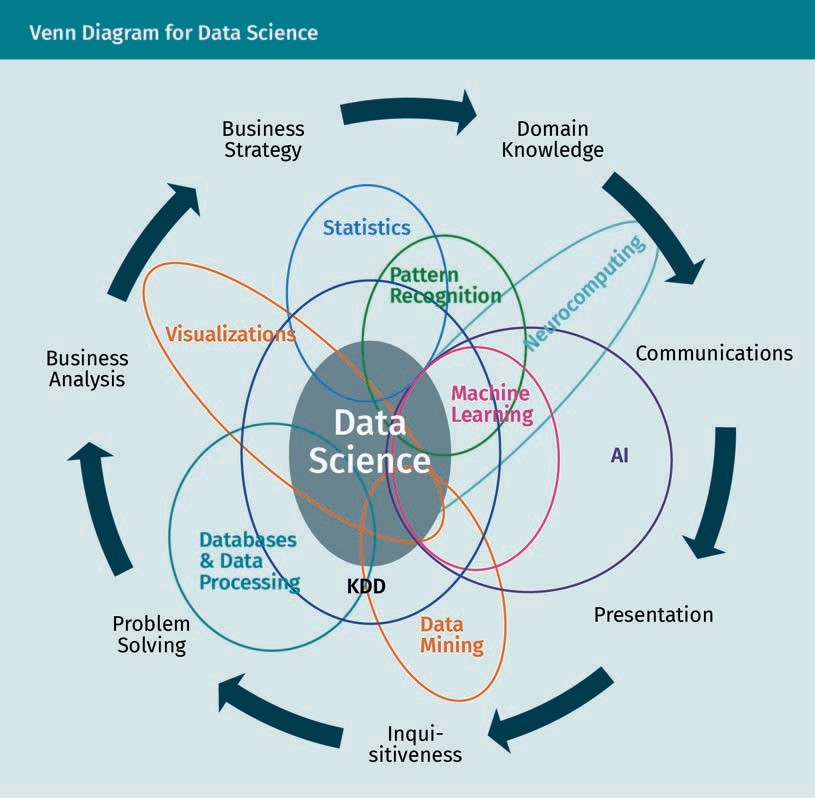 Venn Diagram for Data Science
Business
Strategy
Domain
Knowledge
Statistics
Pattern
Recognition
Neurocomputing
Visualizations
Business
Analysis
Communications
Machine
Learning
Data
Science
AI
Databases
& Data
Processing
KDD
Problem
Solving
Data
Mining
Presentation
Inqui-
sitiveness